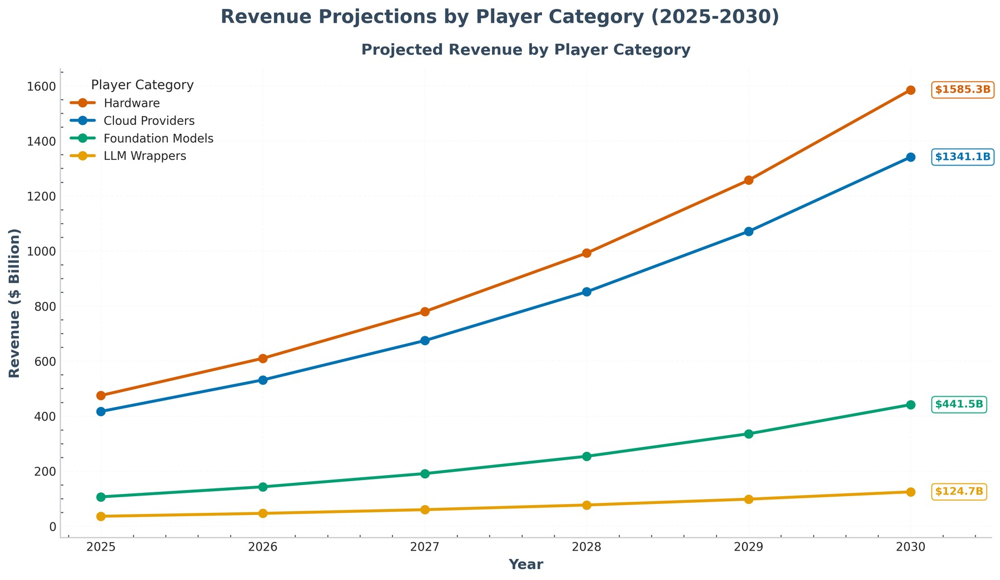 Revenue Projections by Player Category (2025-2030)
Projected Revenue by Player Category
Player Category
Hardware
Cloud Providers
Foundation Models
LLM Wrappers
Revenue ($ Billion)
1600
1400
1200
1000
800
600
400
200
0
$1585.3B
$1341.1B
$441.5B
$124.7B
2025 2026 2027 2028 2029 2030
Year